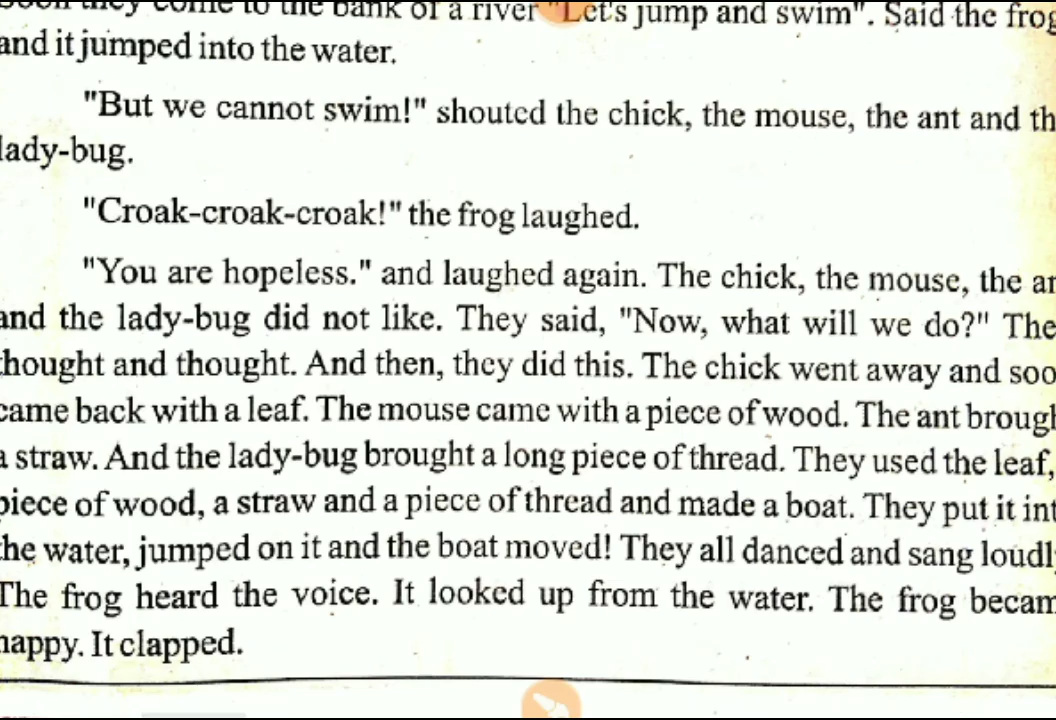 soon they come to the bank of a river "Let's jump and swim". Said the frog
and it jumped into the water.
"But we cannot swim!" shouted the chick, the mouse, the ant and th
lady-bug.
"Croak-croak-croak!" the frog laughed.
"You are hopeless." and laughed again. The chick, the mouse, the an
and the lady-bug did not like. They said, "Now, what will we do?" The
thought and thought. And then, they did this. The chick went away and soo
came back with a leaf. The mouse came with a piece of wood. The ant brough
a straw. And the lady-bug brought a long piece of thread. They used the leaf,
piece of wood, a straw and a piece of thread and made a boat. They put it int
the water, jumped on it and the boat moved! They all danced and sang loudly
The frog heard the voice. It looked up from the water. The frog becam
happy. It clapped.